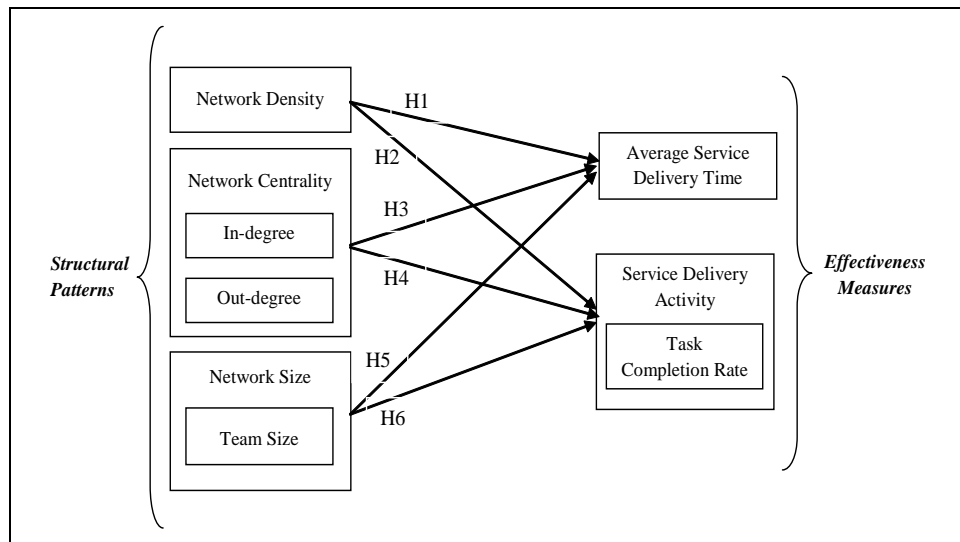 Structural
Patterns
Network Density
Network Centrality
In-degree
Out-degree
Network Size
Team Size
H1
H2
H3
H4
H5
H6
Average Service
Delivery Time
Service Delivery
Activity
Task
Completion Rate
Effectiveness
Measures